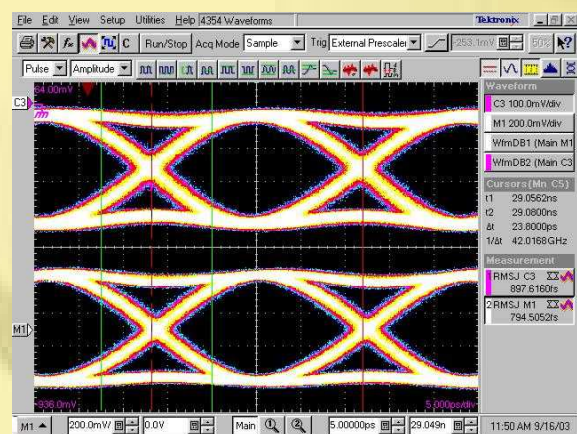 File Edit View Setup Utilities Help 4354 Waveforms Tektronix
C Run/Stop Acq Mode Sample Trig External Prescaler -253.1mV 50%
Pulse Amplitude
64.00mV
C3
M1
-936.0mV
5.000ps/div
Waveform
C3 100.0mV/div
M1 200.0mV/div
WfmDB1 (Main M1
WfmDB2 (Main C3
Cursors(Mn C5)
t1 29.0562ns
t2 29.0800ns
Δt 23.8000ps
1/Δt 42.0168GHz
Measurement
1 RMSJ C3
897.6160fs
2 RMSJ M1
794.5052fs
M1 200.0mV/ 0.0V Main 5.00000ps 29.049n 11:50 AM 9/16/03